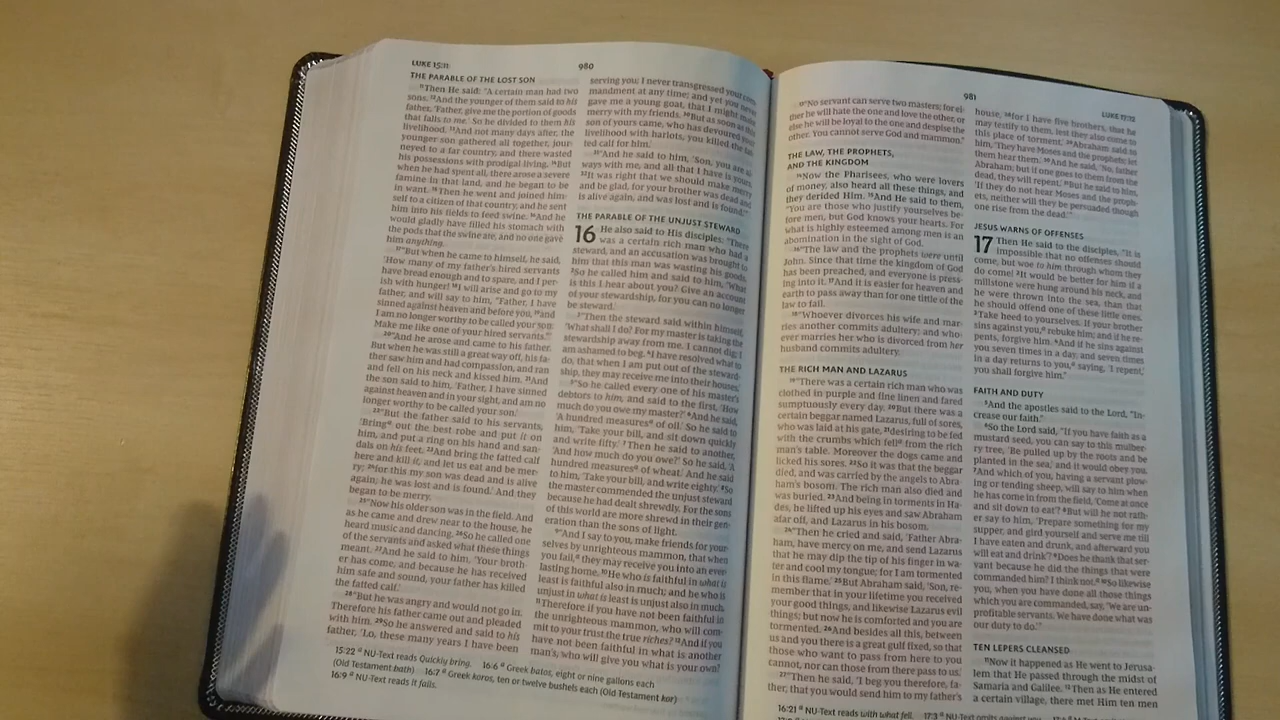 LUKE 15:11
980
THE PARABLE OF THE LOST SON
11Then He said: "A certain man had two
sons. 12And the younger of them said to his
father, 'Father, give me the portion of goods
that falls to me.' So he divided to them his
livelihood. 13And not many days after, the
younger son gathered all together, jour-
neyed to a far country, and there wasted
his possessions with prodigal living. 14But
when he had spent all, there arose a severe
famine in that land, and he began to be
in want. 15Then he went and joined him-
self to a citizen of that country, and he sent
him into his fields to feed swine. 16And he
would gladly have filled his stomach with
the pods that the swine ate, and no one gave
him anything.
17"But when he came to himself, he said,
'How many of my father's hired servants
have bread enough and to spare, and I per-
ish with hunger! 18I will arise and go to my
father, and will say to him, "Father, I have
sinned against heaven and before you, 19and
I am no longer worthy to be called your son.
Make me like one of your hired servants."'
20"And he arose and came to his father.
But when he was still a great way off, his fa-
ther saw him and had compassion, and ran
and fell on his neck and kissed him. 21And
the son said to him, 'Father, I have sinned
against heaven and in your sight, and am no
longer worthy to be called your son.'
22"But the father said to his servants,
'Bringa out the best robe and put it on
him, and put a ring on his hand and san-
dals on his feet. 23And bring the fatted calf
here and kill it, and let us eat and be mer-
ry; 24for this my son was dead and is alive
again; he was lost and is found.' And they
began to be merry.
25"Now his older son was in the field. And
as he came and drew near to the house, he
heard music and dancing. 26So he called one
of the servants and asked what these things
meant. 27And he said to him, 'Your broth-
er has come, and because he has received
him safe and sound, your father has killed
the fatted calf.'
28"But he was angry and would not go in.
Therefore his father came out and pleaded
with him. 29So he answered and said to his
father, 'Lo, these many years I have been
serving you; I never transgressed your com-
mandment at any time; and yet you never
gave me a young goat, that I might make
merry with my friends. 30But as soon as this
son of yours came, who has devoured your
livelihood with harlots, you killed the fat-
ted calf for him.'
31"And he said to him, 'Son, you are al-
ways with me, and all that I have is yours.
32It was right that we should make merry
and be glad, for your brother was dead and
is alive again, and was lost and is found.'"
THE PARABLE OF THE UNJUST STEWARD
16 He also said to His disciples: "There
was a certain rich man who had a
steward, and an accusation was brought to
him that this man was wasting his goods.
2So he called him and said to him, 'What
is this I hear about you? Give an account
of your stewardship, for you can no longer
be steward.'
3"Then the steward said within himself,
'What shall I do? For my master is taking the
stewardship away from me. I cannot dig; I
am ashamed to beg. 4I have resolved what to
do, that when I am put out of the steward-
ship, they may receive me into their houses.'
5"So he called every one of his master's
debtors to him, and said to the first, 'How
much do you owe my master?' 6And he said,
'A hundred measuresa of oil.' So he said to
him, 'Take your bill, and sit down quickly
and write fifty.' 7Then he said to another,
'And how much do you owe?' So he said, 'A
hundred measuresa of wheat.' And he said
to him, 'Take your bill, and write eighty.' 8So
the master commended the unjust steward
because he had dealt shrewdly. For the sons
of this world are more shrewd in their gen-
eration than the sons of light.
9"And I say to you, make friends for your-
selves by unrighteous mammon, that when
you fail,a they may receive you into an ever-
lasting home. 10He who is faithful in what is
least is faithful also in much; and he who is
unjust in what is least is unjust also in much.
11Therefore if you have not been faithful in
the unrighteous mammon, who will com-
mit to your trust the true riches? 12And if you
have not been faithful in what is another
man's, who will give you what is your own?
15:22 a NU-Text reads Quickly bring. 16:6 a Greek batos, eight or nine gallons each
(Old Testament bath) 16:7 a Greek koros, ten or twelve bushels each (Old Testament kor)
16:9 a NU-Text reads it fails.
981
LUKE 17:12
13"No servant can serve two masters; for ei-
ther he will hate the one and love the other, or
else he will be loyal to the one and despise the
other. You cannot serve God and mammon."
THE LAW, THE PROPHETS,
AND THE KINGDOM
14Now the Pharisees, who were lovers
of money, also heard all these things, and
they derided Him. 15And He said to them,
"You are those who justify yourselves be-
fore men, but God knows your hearts. For
what is highly esteemed among men is an
abomination in the sight of God.
16"The law and the prophets were until
John. Since that time the kingdom of God
has been preached, and everyone is press-
ing into it. 17And it is easier for heaven and
earth to pass away than for one tittle of the
law to fail.
18"Whoever divorces his wife and mar-
ries another commits adultery; and who-
ever marries her who is divorced from her
husband commits adultery.
THE RICH MAN AND LAZARUS
19"There was a certain rich man who was
clothed in purple and fine linen and fared
sumptuously every day. 20But there was a
certain beggar named Lazarus, full of sores,
who was laid at his gate, 21desiring to be fed
with the crumbs which fella from the rich
man's table. Moreover the dogs came and
licked his sores. 22So it was that the beggar
died, and was carried by the angels to Abra-
ham's bosom. The rich man also died and
was buried. 23And being in torments in Ha-
des, he lifted up his eyes and saw Abraham
afar off, and Lazarus in his bosom.
24"Then he cried and said, 'Father Abra-
ham, have mercy on me, and send Lazarus
that he may dip the tip of his finger in wa-
ter and cool my tongue; for I am tormented
in this flame.' 25But Abraham said, 'Son, re-
member that in your lifetime you received
your good things, and likewise Lazarus evil
things; but now he is comforted and you are
tormented. 26And besides all this, between
us and you there is a great gulf fixed, so that
those who want to pass from here to you
cannot, nor can those from there pass to us.'
27"Then he said, 'I beg you therefore, fa-
ther, that you would send him to my father's
house, 28for I have five brothers, that he
may testify to them, lest they also come to
this place of torment.' 29Abraham said to
him, 'They have Moses and the prophets; let
them hear them.' 30And he said, 'No, father
Abraham; but if one goes to them from the
dead, they will repent.' 31But he said to him,
'If they do not hear Moses and the proph-
ets, neither will they be persuaded though
one rise from the dead.'"
JESUS WARNS OF OFFENSES
17 Then He said to the disciples, "It is
impossible that no offenses should
come, but woe to him through whom they
do come! 2It would be better for him if a
millstone were hung around his neck, and
he were thrown into the sea, than that
he should offend one of these little ones.
3Take heed to yourselves. If your brother
sins against you,a rebuke him; and if he re-
pents, forgive him. 4And if he sins against
you seven times in a day, and seven times
in a day returns to you,a saying, 'I repent,'
you shall forgive him."
FAITH AND DUTY
5And the apostles said to the Lord, "In-
crease our faith."
6So the Lord said, "If you have faith as a
mustard seed, you can say to this mulber-
ry tree, 'Be pulled up by the roots and be
planted in the sea,' and it would obey you.
7And which of you, having a servant plow-
ing or tending sheep, will say to him when
he has come in from the field, 'Come at once
and sit down to eat'? 8But will he not rath-
er say to him, 'Prepare something for my
supper, and gird yourself and serve me till
I have eaten and drunk, and afterward you
will eat and drink'? 9Does he thank that ser-
vant because he did the things that were
commanded him? I think not.a 10So likewise
you, when you have done all those things
which you are commanded, say, 'We are un-
profitable servants. We have done what was
our duty to do.'"
TEN LEPERS CLEANSED
11Now it happened as He went to Jerusa-
lem that He passed through the midst of
Samaria and Galilee. 12Then as He entered
a certain village, there met Him ten men
16:21 a NU-Text reads with what fell. 17:3 a NU-Text omits against you.